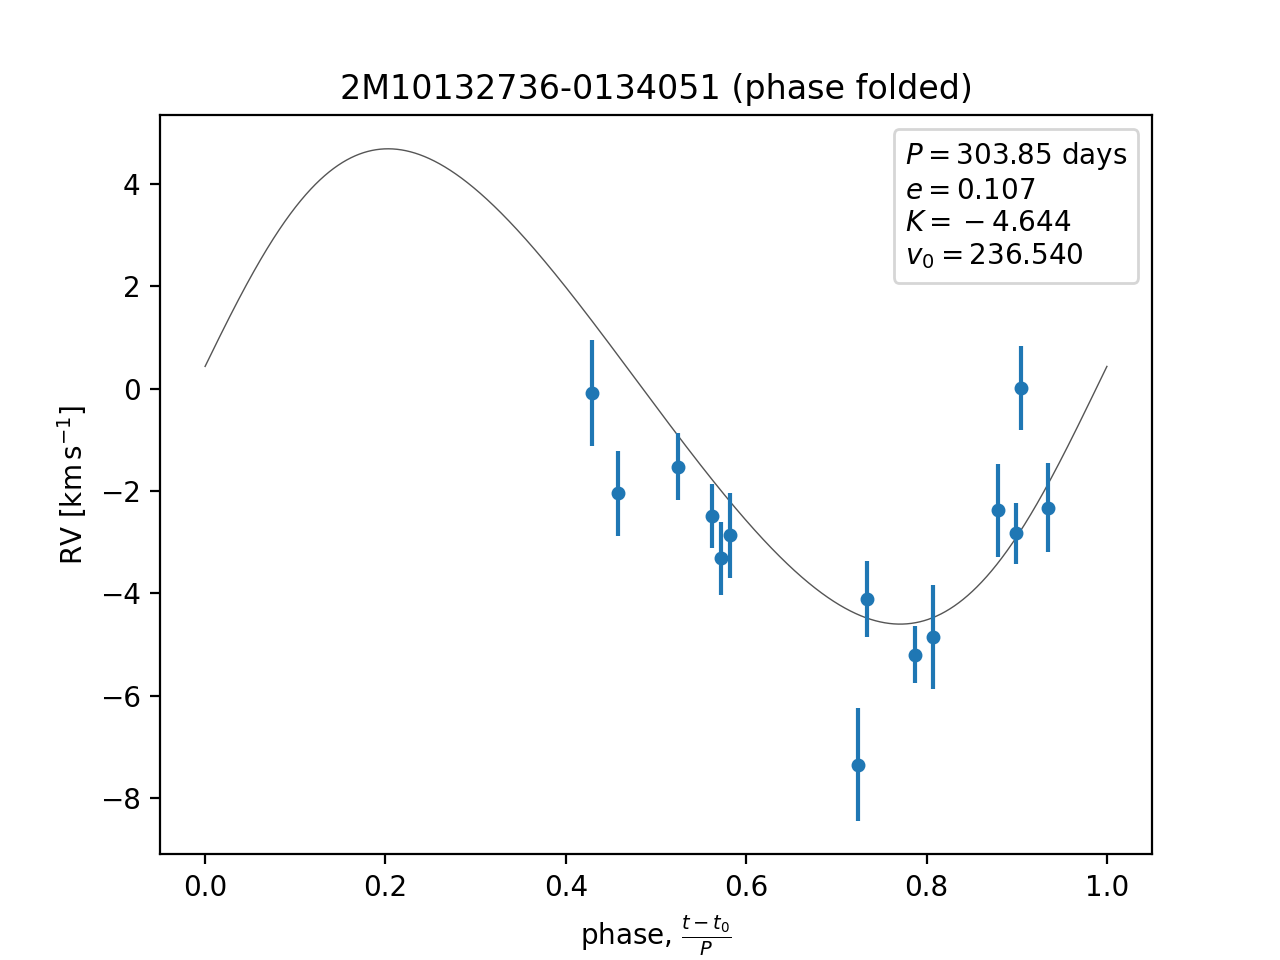 2M10132736-0134051 (phase folded)
P = 303.85 days
e = 0.107
K = −4.644
v₀ = 236.540
4
2
0
−2
−4
−6
−8
RV [km s⁻¹]
0.0 0.2 0.4 0.6 0.8 1.0
phase, (t − t₀)/P